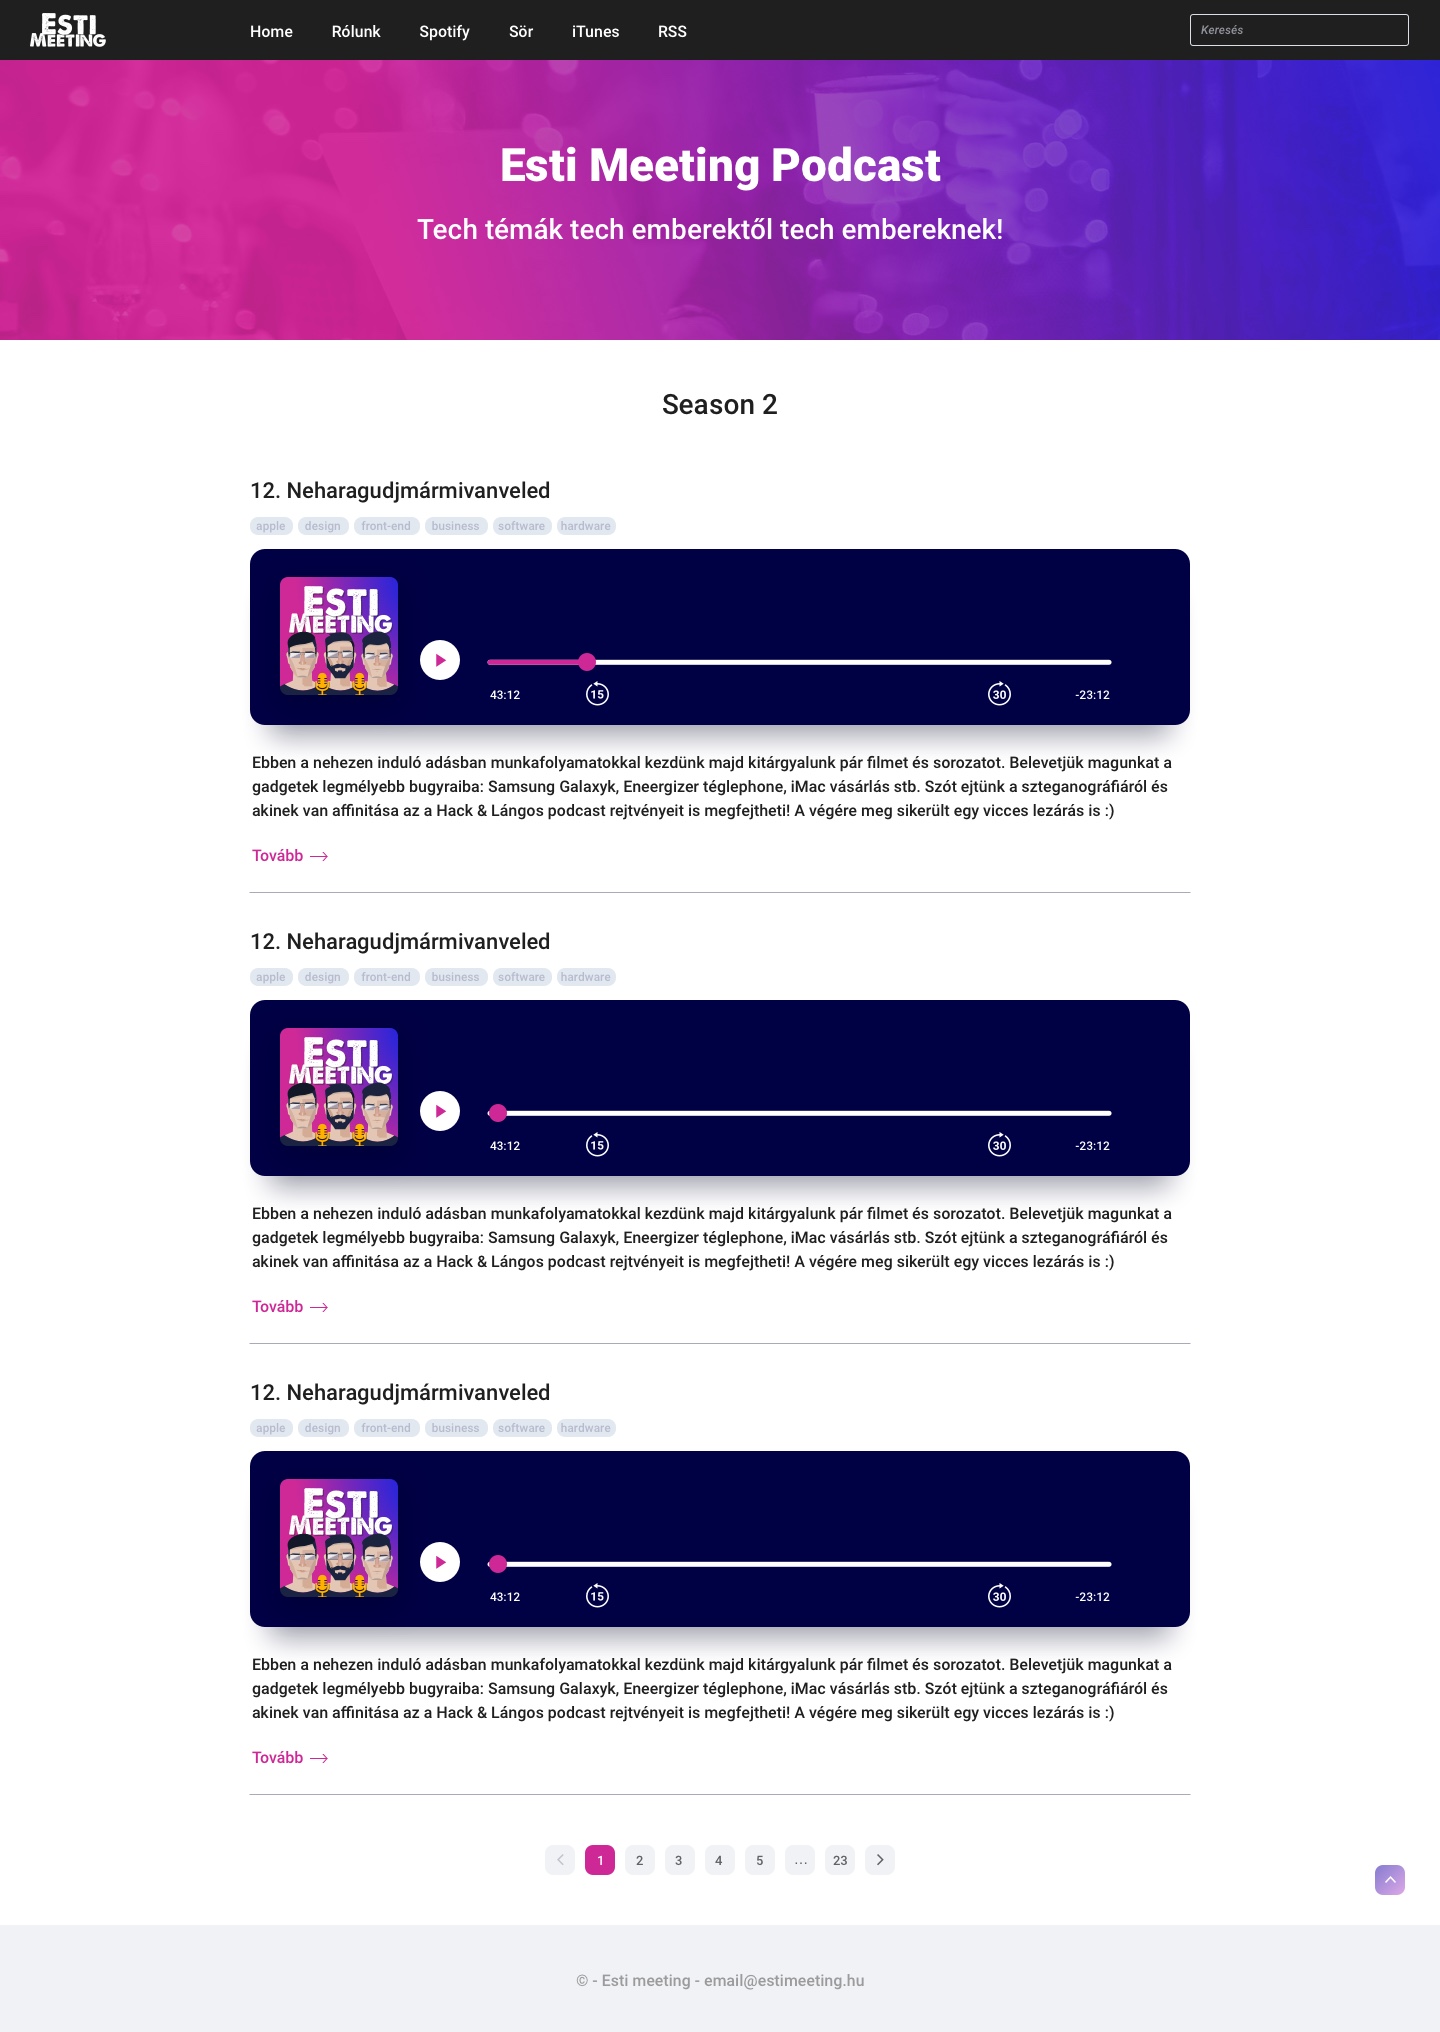 ESTI
MEETING
Home Rólunk Spotify Sör iTunes RSS
Keresés
Esti Meeting Podcast
Tech témák tech emberektől tech embereknek!
Season 2
12. Neharagudjmármivanveled
apple design front-end business software hardware
ESTI
MEETING
43:12 15 30 -23:12
Ebben a nehezen induló adásban munkafolyamatokkal kezdünk majd kitárgyalunk pár filmet és sorozatot. Belevetjük magunkat a
gadgetek legmélyebb bugyraiba: Samsung Galaxyk, Eneergizer téglephone, iMac vásárlás stb. Szót ejtünk a szteganográfiáról és
akinek van affinitása az a Hack & Lángos podcast rejtvényeit is megfejtheti! A végére meg sikerült egy vicces lezárás is :)
Tovább
12. Neharagudjmármivanveled
apple design front-end business software hardware
ESTI
MEETING
43:12 15 30 -23:12
Ebben a nehezen induló adásban munkafolyamatokkal kezdünk majd kitárgyalunk pár filmet és sorozatot. Belevetjük magunkat a
gadgetek legmélyebb bugyraiba: Samsung Galaxyk, Eneergizer téglephone, iMac vásárlás stb. Szót ejtünk a szteganográfiáról és
akinek van affinitása az a Hack & Lángos podcast rejtvényeit is megfejtheti! A végére meg sikerült egy vicces lezárás is :)
Tovább
12. Neharagudjmármivanveled
apple design front-end business software hardware
ESTI
MEETING
43:12 15 30 -23:12
Ebben a nehezen induló adásban munkafolyamatokkal kezdünk majd kitárgyalunk pár filmet és sorozatot. Belevetjük magunkat a
gadgetek legmélyebb bugyraiba: Samsung Galaxyk, Eneergizer téglephone, iMac vásárlás stb. Szót ejtünk a szteganográfiáról és
akinek van affinitása az a Hack & Lángos podcast rejtvényeit is megfejtheti! A végére meg sikerült egy vicces lezárás is :)
Tovább
1 2 3 4 5 ... 23
© - Esti meeting - email@estimeeting.hu